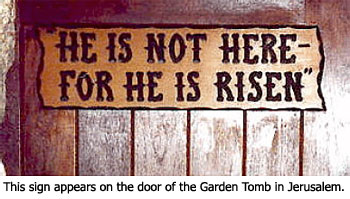 "HE IS NOT HERE-
FOR HE IS RISEN"
This sign appears on the door of the Garden Tomb in Jerusalem.